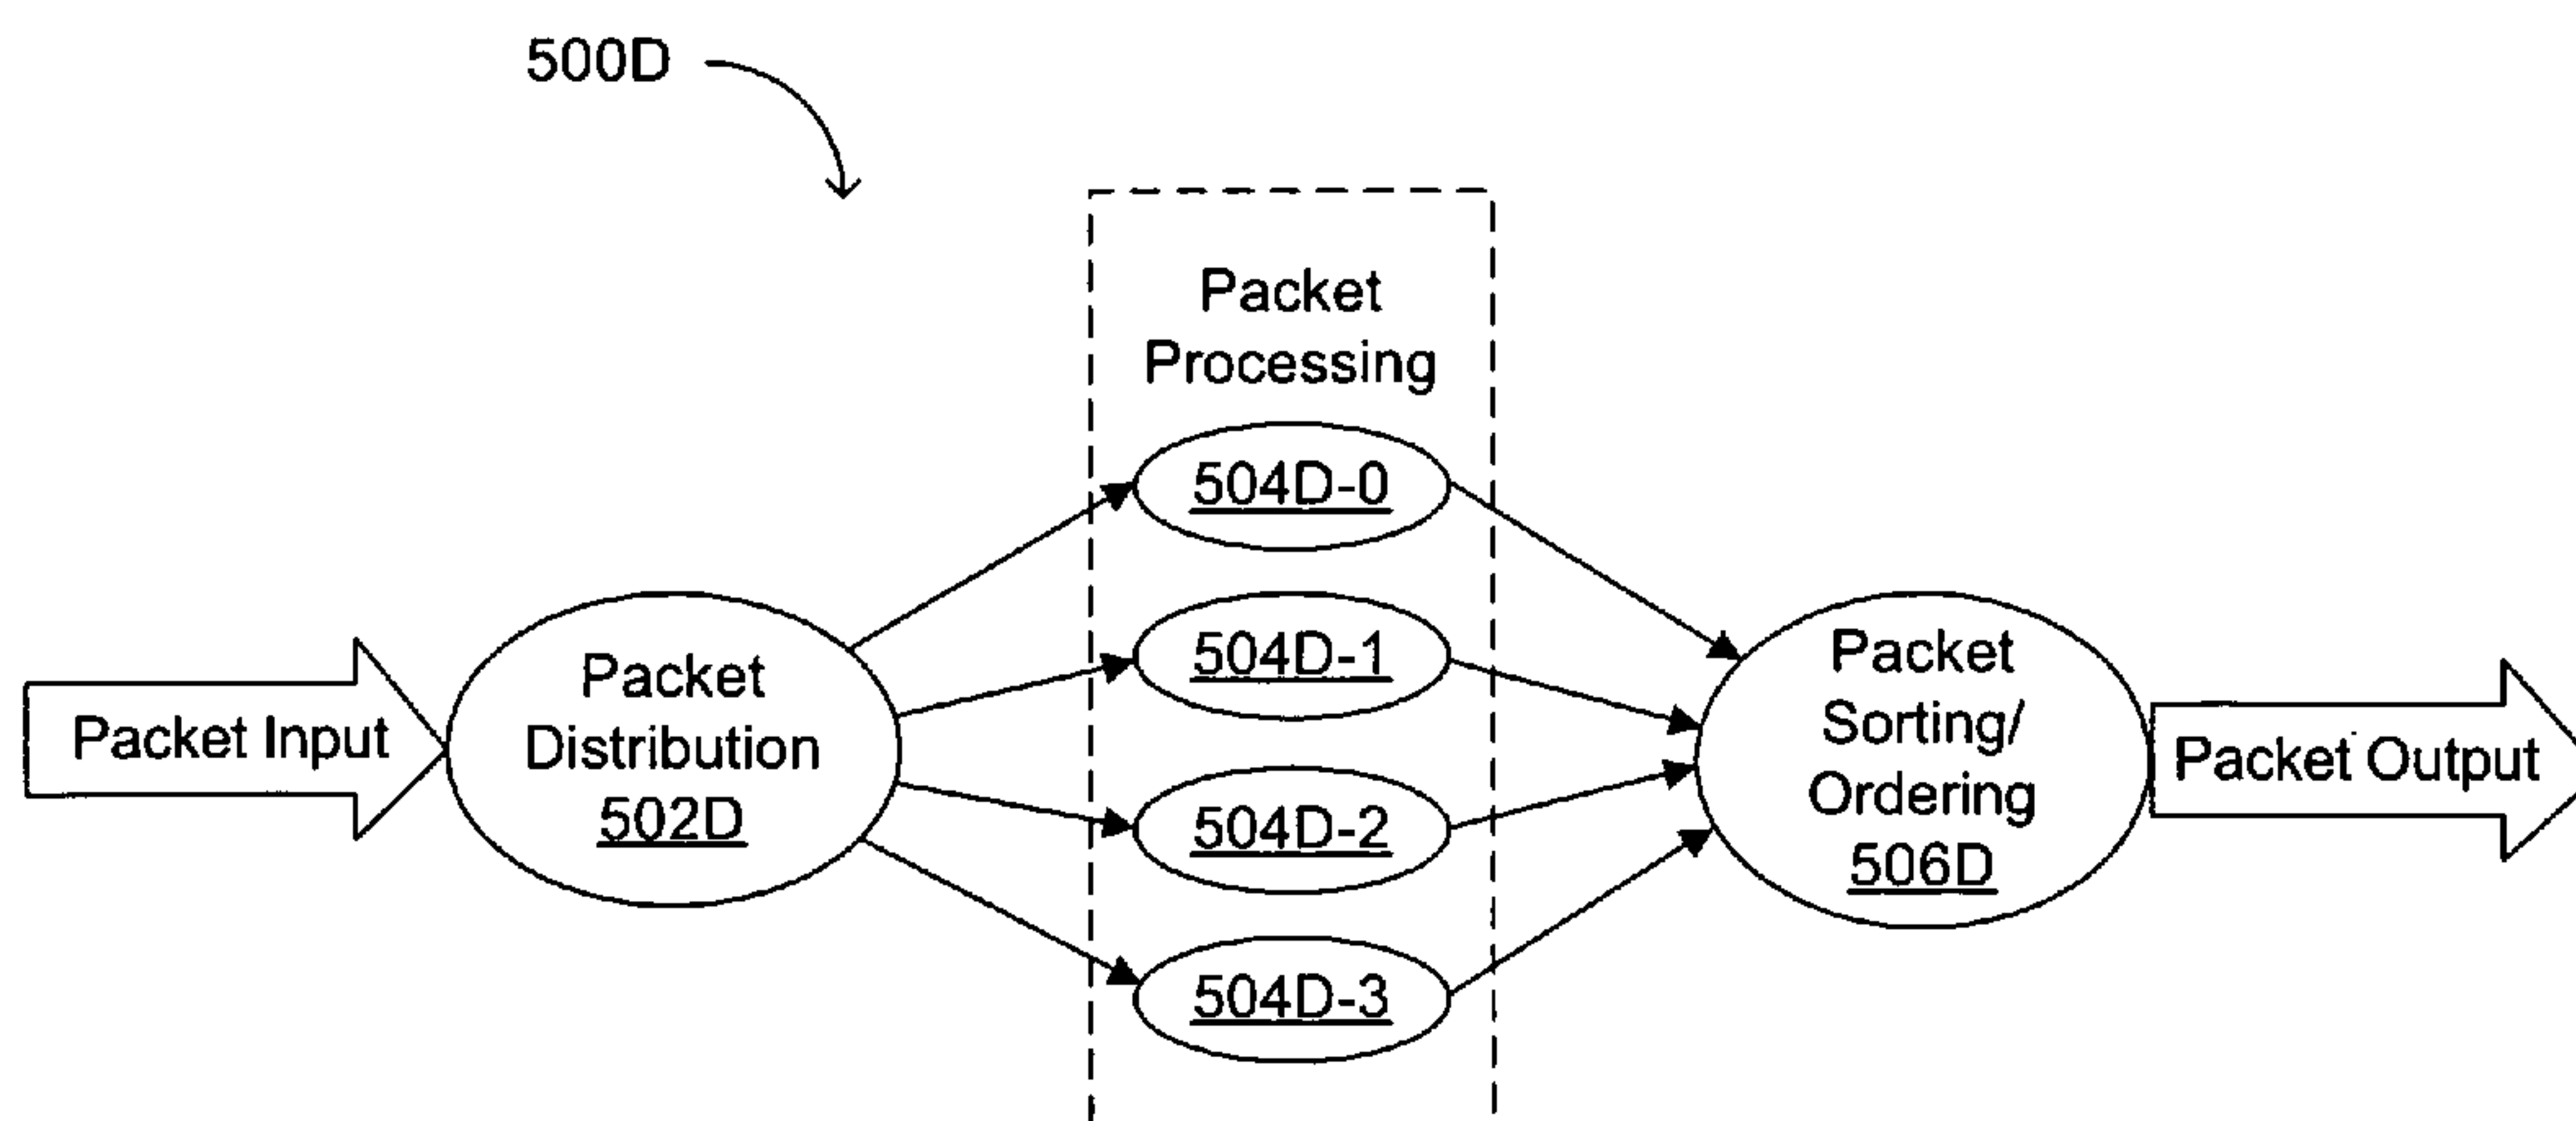 500D
Packet
Processing
504D-0
504D-1
504D-2
504D-3
Packet Input
Packet
Distribution
502D
Packet
Sorting/
Ordering
506D
Packet Output